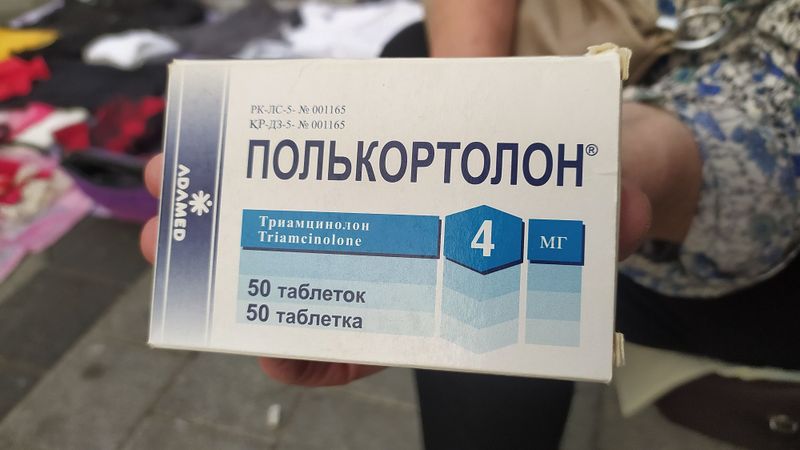 РК-ЛС-5- № 001165
ҚР-ДЗ-5- № 001165
ПОЛЬКОРТОЛОН®
ADAMED
Триамцинолон
Triamcinolone
4 мг
50 таблеток
50 таблетка